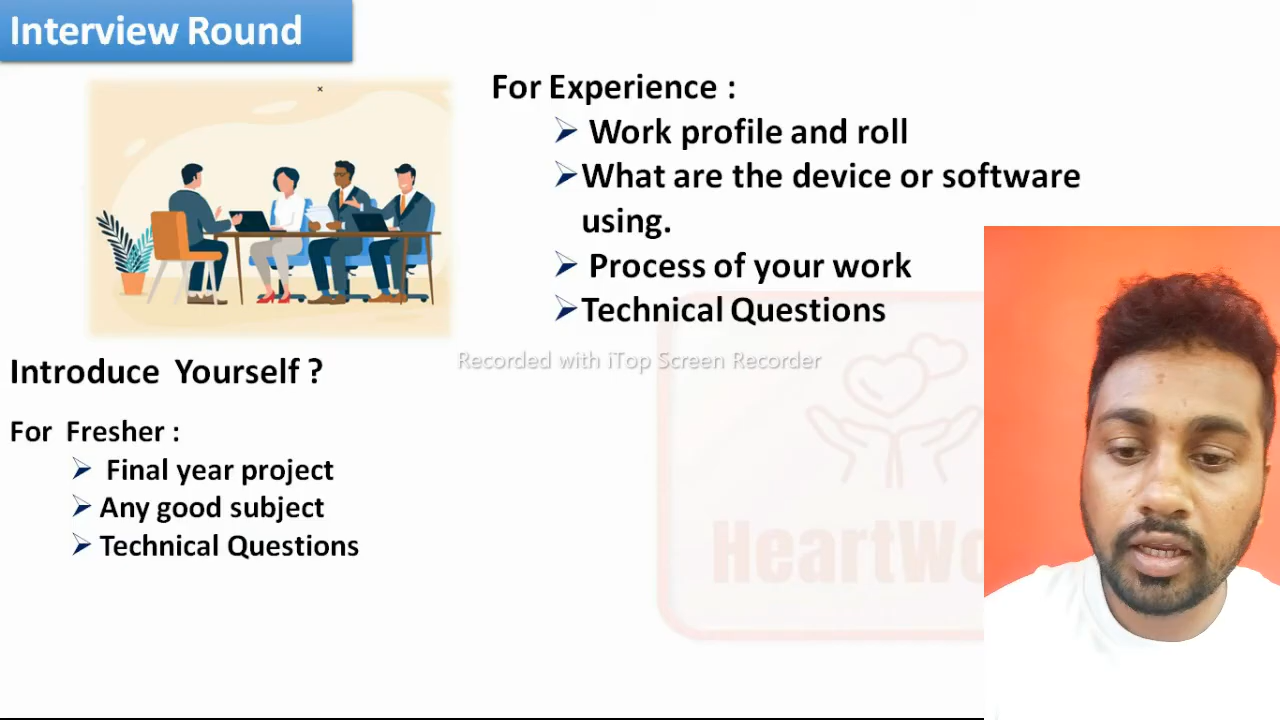 Interview Round
For Experience :
Work profile and roll
What are the device or software
using.
Process of your work
Technical Questions
Recorded with iTop Screen Recorder
Introduce Yourself ?
For Fresher :
Final year project
Any good subject
Technical Questions